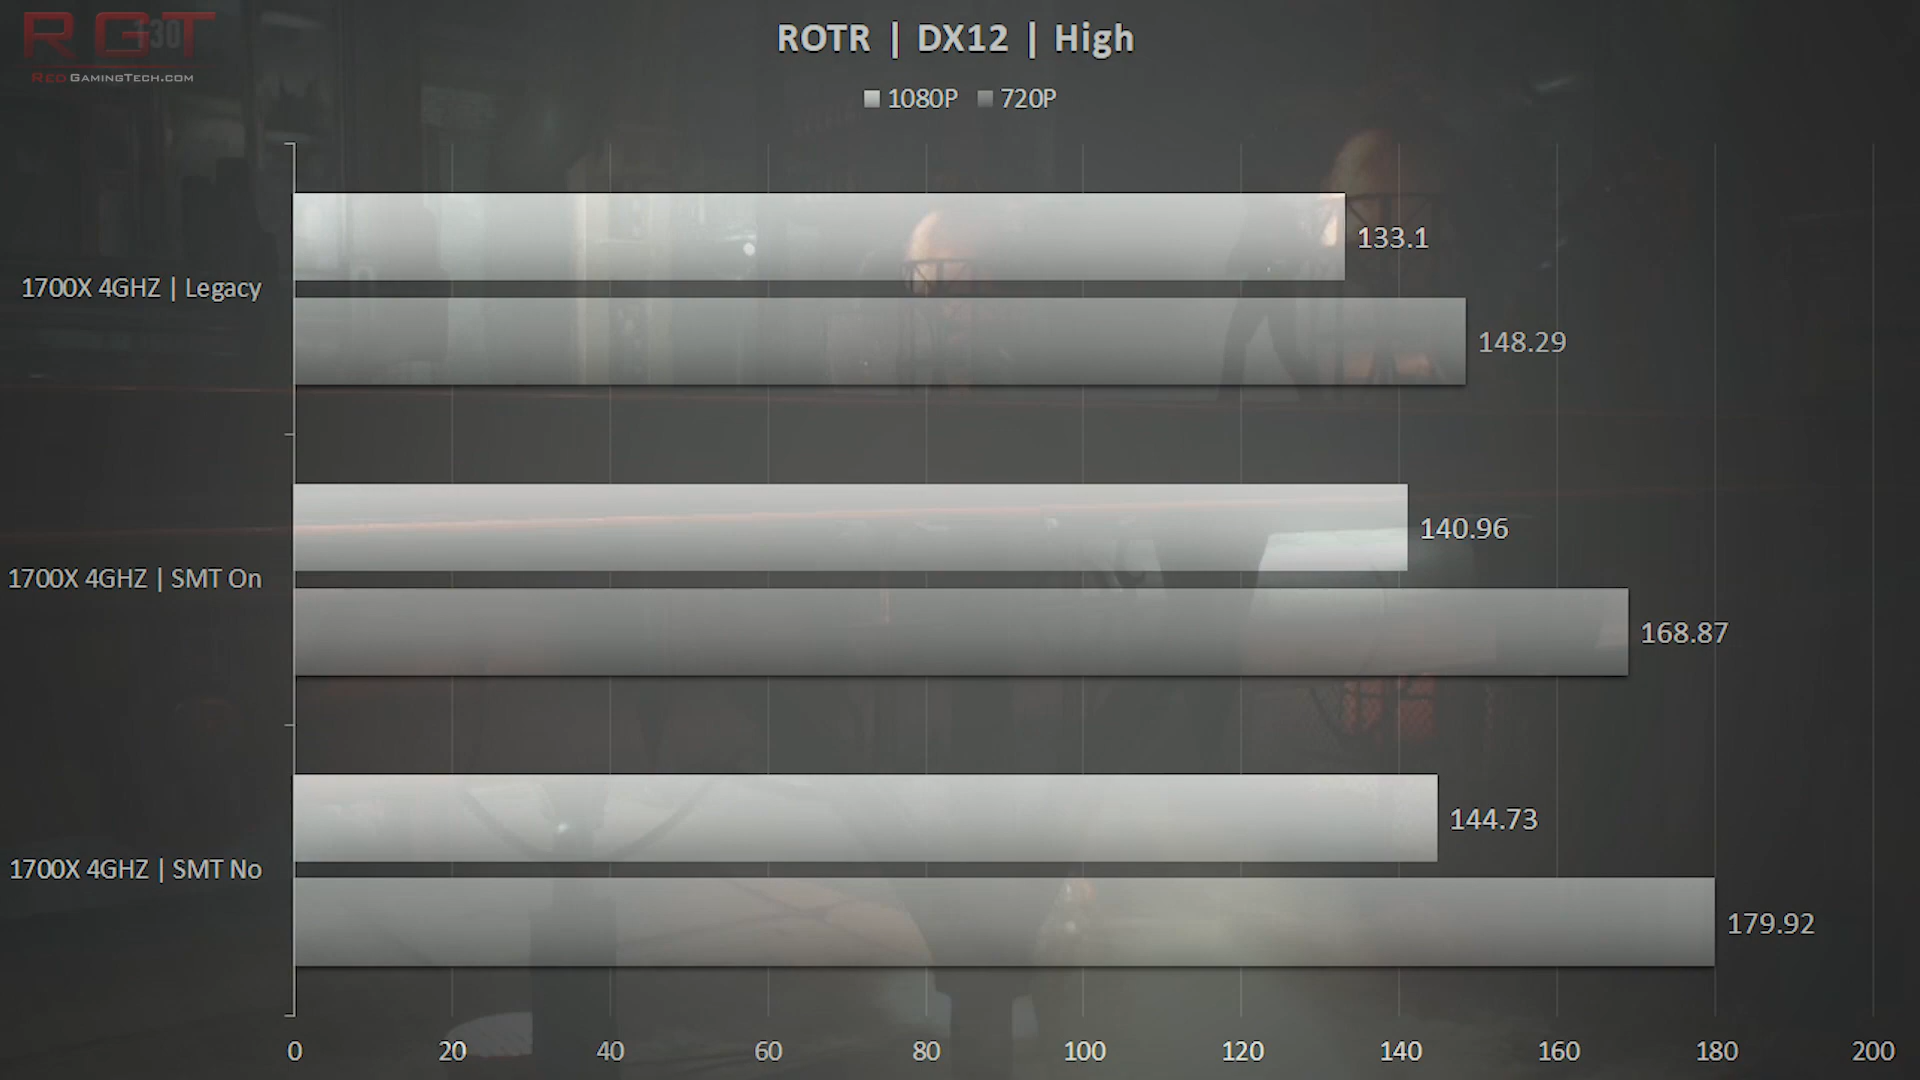 RGT
130
RedGamingTech.com
ROTR | DX12 | High
1080P 720P
1700X 4GHZ | Legacy
133.1
148.29
1700X 4GHZ | SMT On
140.96
168.87
1700X 4GHZ | SMT No
144.73
179.92
0 20 40 60 80 100 120 140 160 180 200